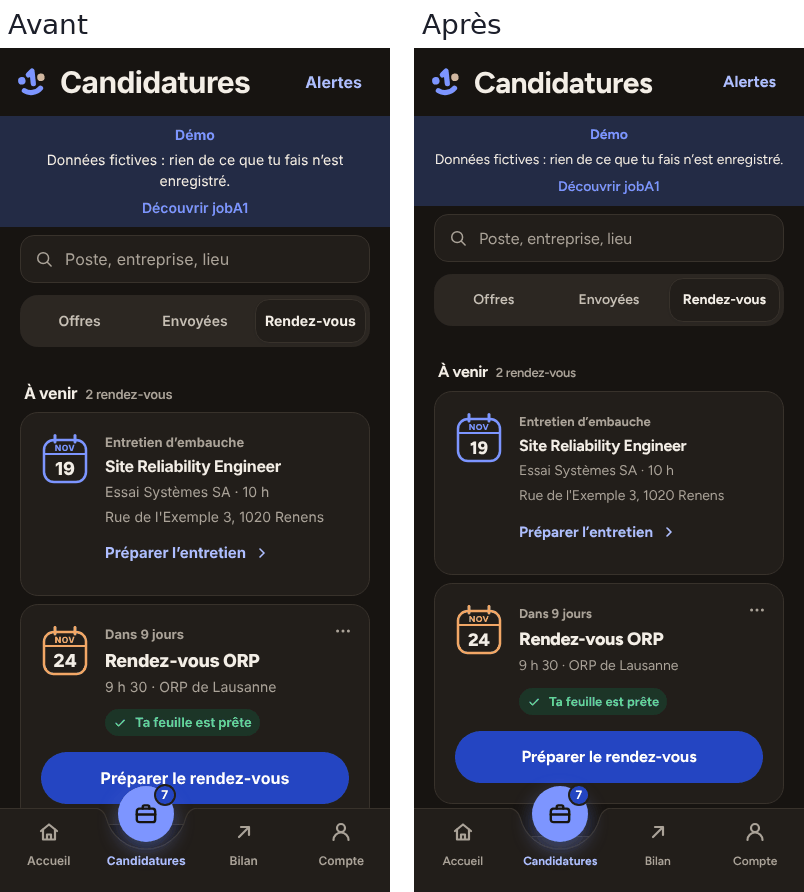 Avant
Candidatures
Alertes
Démo
Données fictives : rien de ce que tu fais n’est
enregistré.
Découvrir jobA1
Poste, entreprise, lieu
Offres
Envoyées
Rendez-vous
À venir 2 rendez-vous
NOV
19
Entretien d’embauche
Site Reliability Engineer
Essai Systèmes SA · 10 h
Rue de l'Exemple 3, 1020 Renens
Préparer l’entretien
NOV
24
Dans 9 jours
Rendez-vous ORP
9 h 30 · ORP de Lausanne
Ta feuille est prête
Préparer le rendez-vous
7
Accueil
Candidatures
Bilan
Compte
Après
Candidatures
Alertes
Démo
Données fictives : rien de ce que tu fais n’est enregistré.
Découvrir jobA1
Poste, entreprise, lieu
Offres
Envoyées
Rendez-vous
À venir 2 rendez-vous
NOV
19
Entretien d’embauche
Site Reliability Engineer
Essai Systèmes SA · 10 h
Rue de l'Exemple 3, 1020 Renens
Préparer l’entretien
NOV
24
Dans 9 jours
Rendez-vous ORP
9 h 30 · ORP de Lausanne
Ta feuille est prête
Préparer le rendez-vous
7
Accueil
Candidatures
Bilan
Compte